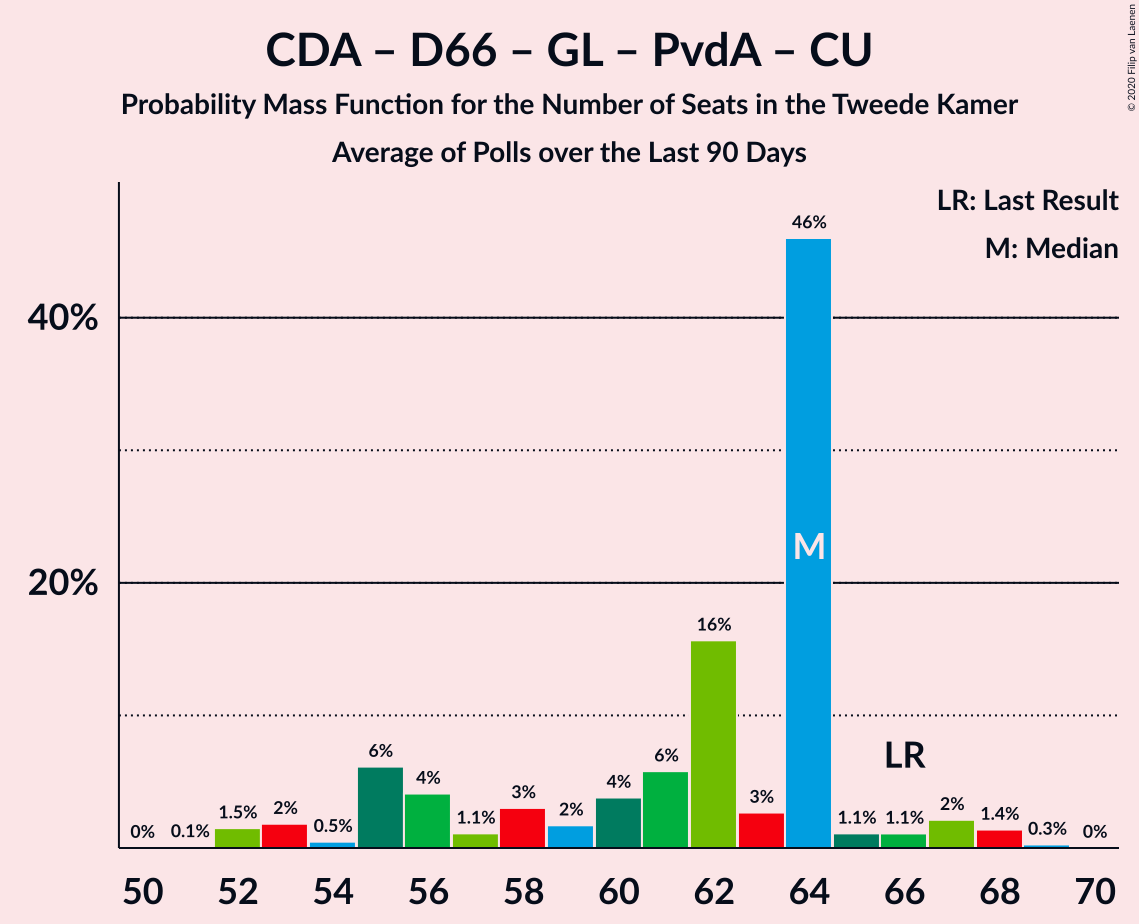 CDA – D66 – GL – PvdA – CU
Probability Mass Function for the Number of Seats in the Tweede Kamer
Average of Polls over the Last 90 Days
© 2020 Filip van Laenen
LR: Last Result
M: Median
46%
40%
M
20%
16%
LR
6%
6%
4%
4%
3%
3%
2%
2%
2%
1.5%
1.4%
1.1%
1.1%
1.1%
0.5%
0.3%
0.1%
0%
0%
50 52 54 56 58 60 62 64 66 68 70